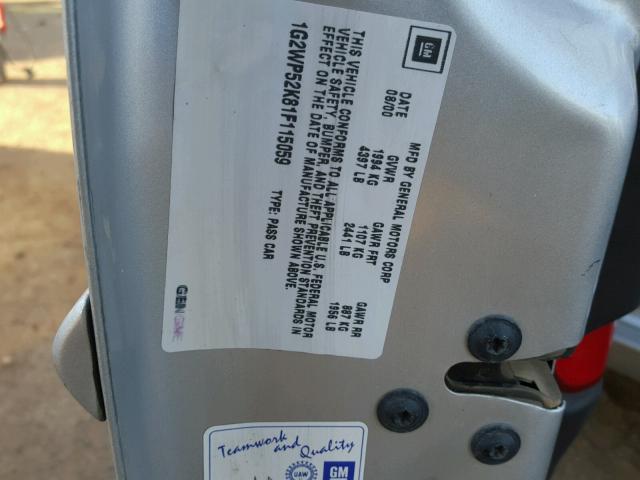 GM
MFD BY GENERAL MOTORS CORP
DATE GVWR GAWR FRT GAWR RR
08/00 1994 KG 1107 KG 887 KG
4397 LB 2441 LB 1956 LB
THIS VEHICLE CONFORMS TO ALL APPLICABLE U.S. FEDERAL MOTOR
VEHICLE SAFETY, BUMPER, AND THEFT PREVENTION STANDARDS IN
EFFECT ON THE DATE OF MANUFACTURE SHOWN ABOVE.
1G2WP52K81F115059 TYPE: PASS CAR
Teamwork
and Quality
UAW GM